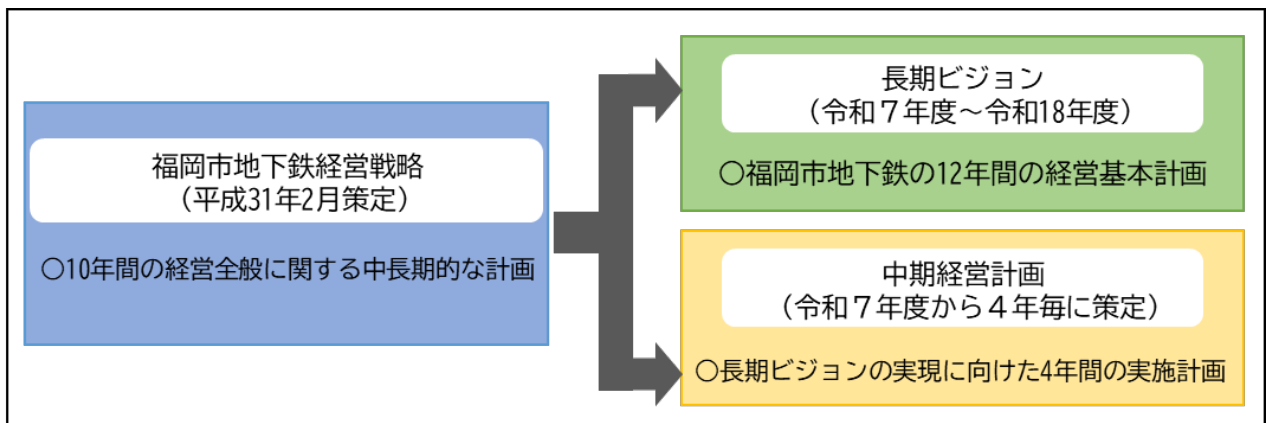 福岡市地下鉄経営戦略
（平成31年2月策定）
○10年間の経営全般に関する中長期的な計画
長期ビジョン
（令和７年度～令和18年度）
○福岡市地下鉄の12年間の経営基本計画
中期経営計画
（令和７年度から４年毎に策定）
○長期ビジョンの実現に向けた4年間の実施計画